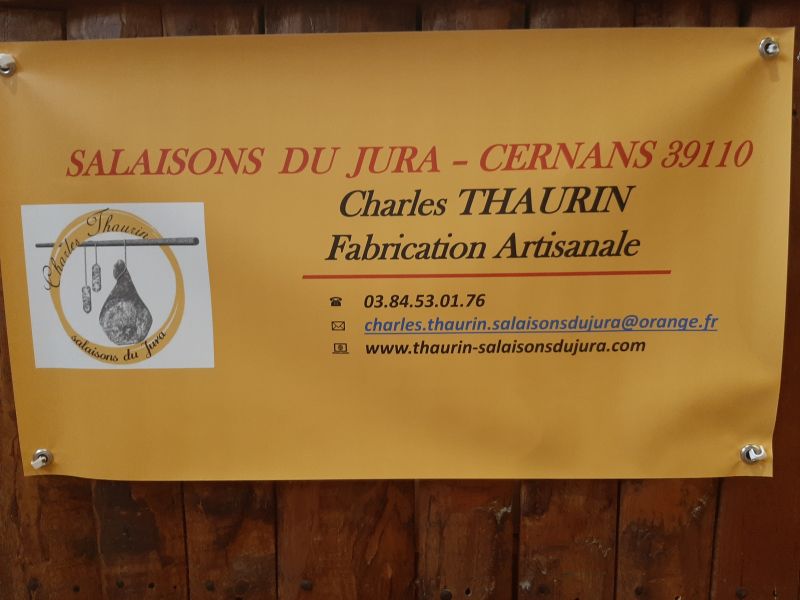 SALAISONS DU JURA – CERNANS 39110
Charles THAURIN
Fabrication Artisanale
03.84.53.01.76
charles.thaurin.salaisonsdujura@orange.fr
www.thaurin-salaisonsdujura.com
Charles Thaurin
salaisons du Jura